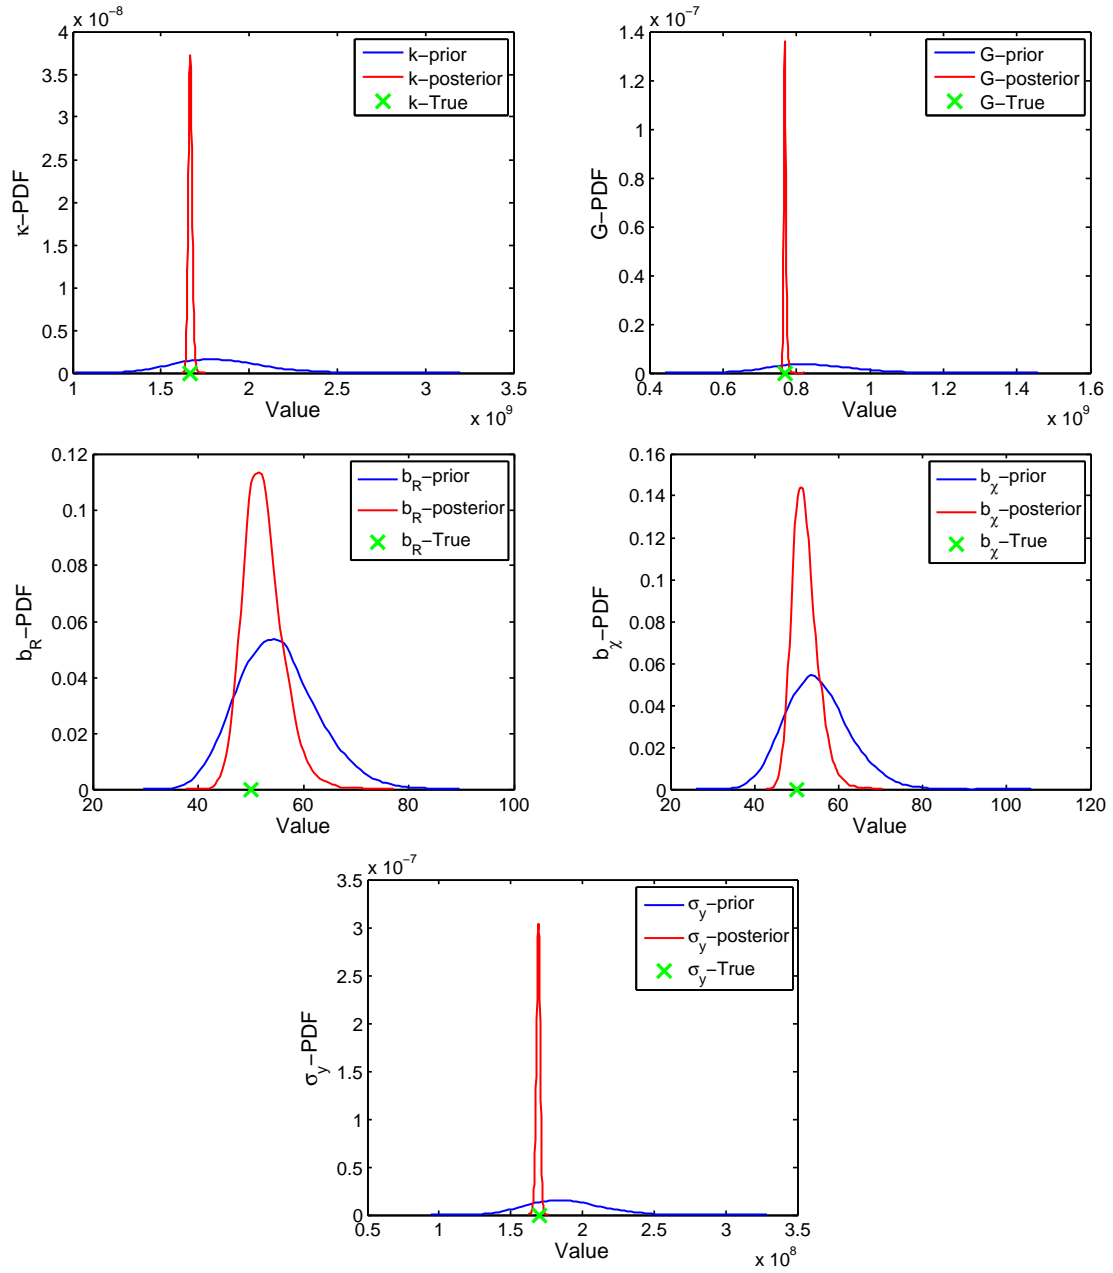 x 10⁻⁸
4
3.5
3
2.5
2
1.5
1
0.5
0
κ−PDF
k−prior
k−posterior
k−True
1 1.5 2 2.5 3 3.5
Value
x 10⁹
x 10⁻⁷
1.4
1.2
1
0.8
0.6
0.4
0.2
0
G−PDF
G−prior
G−posterior
G−True
0.4 0.6 0.8 1 1.2 1.4 1.6
Value
x 10⁹
0.12
0.1
0.08
0.06
0.04
0.02
0
b_R−PDF
b_R−prior
b_R−posterior
b_R−True
20 40 60 80 100
Value
0.16
0.14
0.12
0.1
0.08
0.06
0.04
0.02
0
b_χ−PDF
b_χ−prior
b_χ−posterior
b_χ−True
20 40 60 80 100 120
Value
x 10⁻⁷
3.5
3
2.5
2
1.5
1
0.5
0
σ_y−PDF
σ_y−prior
σ_y−posterior
σ_y−True
0.5 1 1.5 2 2.5 3 3.5
Value
x 10⁸